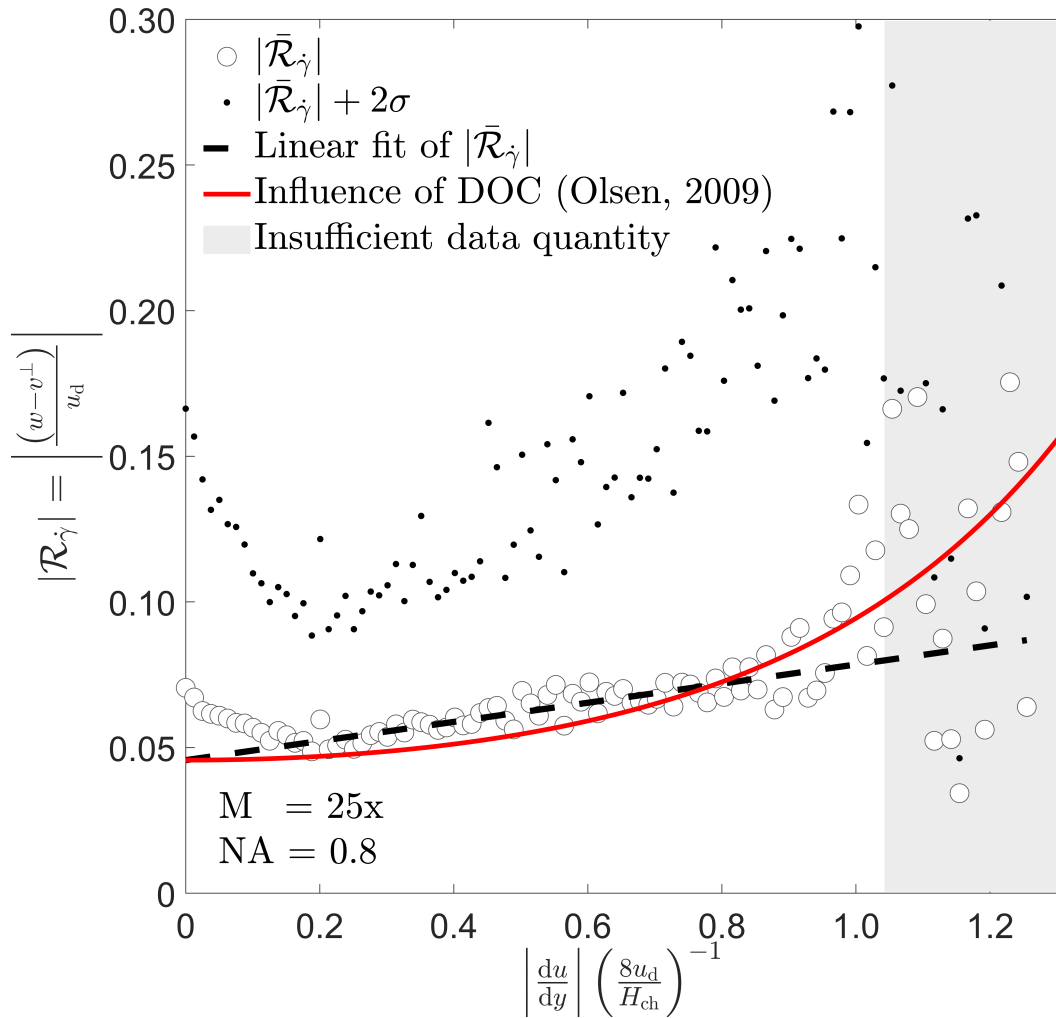 0.30
0.25
0.20
0.15
0.10
0.05
0
|𝓡̄_γ̇|
|𝓡̄_γ̇| + 2σ
Linear fit of |𝓡̄_γ̇|
Influence of DOC (Olsen, 2009)
Insufficient data quantity
M = 25x
NA = 0.8
0 0.2 0.4 0.6 0.8 1.0 1.2
|𝓡_γ̇| = |(w−v^⊥)/u_d|
|du/dy| (8u_d/H_ch)^−1